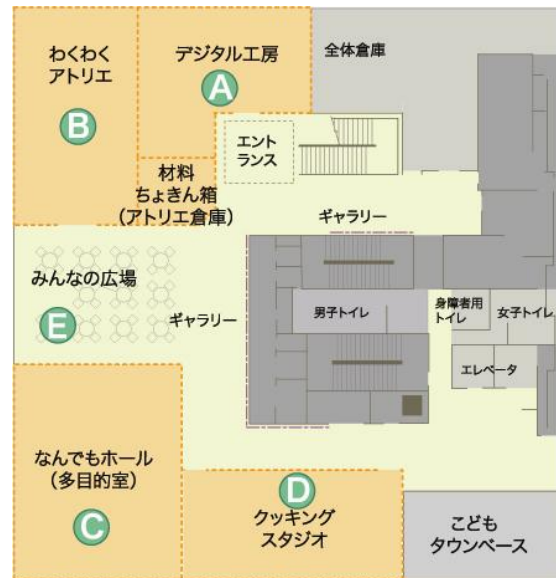 わくわく
アトリエ
B
デジタル工房
A
全体倉庫
エント
ランス
材料
ちょきん箱
(アトリエ倉庫)
ギャラリー
みんなの広場
E
ギャラリー
男子トイレ
身障者用
トイレ
女子トイレ
エレベータ
なんでもホール
(多目的室)
C
D
クッキング
スタジオ
こども
タウンベース